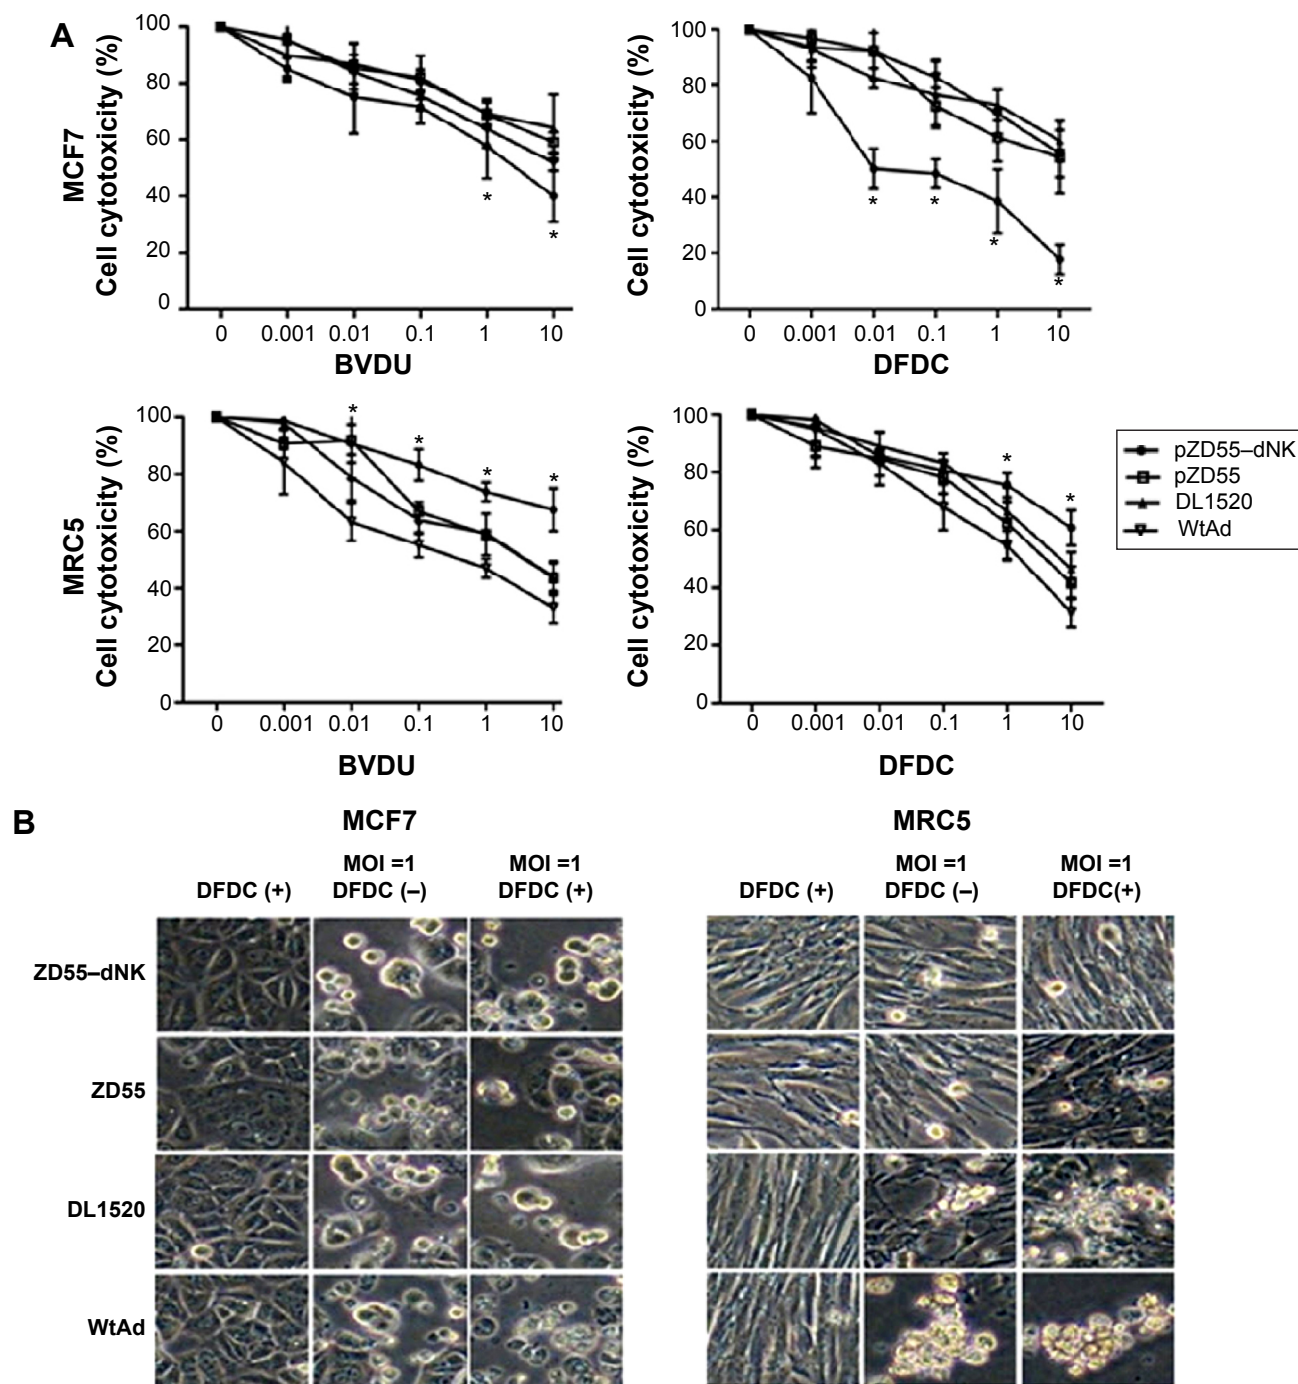 A
MCF7
Cell cytotoxicity (%)
100
80
60
40
20
0
0 0.001 0.01 0.1 1 10
BVDU
* *
Cell cytotoxicity (%)
100
80
60
40
20
0
0 0.001 0.01 0.1 1 10
DFDC
* * * *
MRC5
Cell cytotoxicity (%)
100
80
60
40
20
0
0 0.001 0.01 0.1 1 10
BVDU
* * * *
Cell cytotoxicity (%)
100
80
60
40
20
0
0 0.001 0.01 0.1 1 10
DFDC
* *
pZD55–dNK
pZD55
DL1520
WtAd
B
MCF7
MRC5
DFDC (+)
MOI =1
DFDC (–)
MOI =1
DFDC (+)
DFDC (+)
MOI =1
DFDC (–)
MOI =1
DFDC(+)
ZD55–dNK
ZD55
DL1520
WtAd